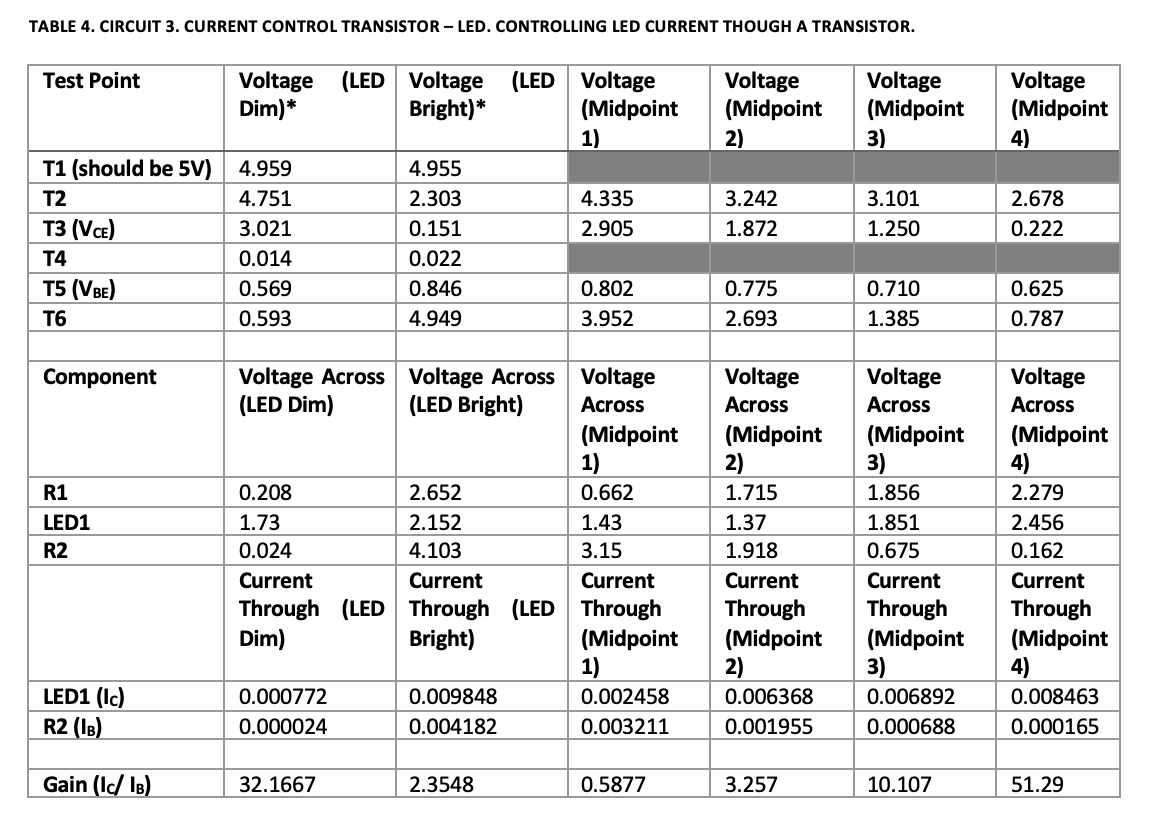 TABLE 4. CIRCUIT 3. CURRENT CONTROL TRANSISTOR – LED. CONTROLLING LED CURRENT THOUGH A TRANSISTOR.
Test Point | Voltage (LED Dim)* | Voltage (LED Bright)* | Voltage (Midpoint 1) | Voltage (Midpoint 2) | Voltage (Midpoint 3) | Voltage (Midpoint 4)
T1 (should be 5V) | 4.959 | 4.955
T2 | 4.751 | 2.303 | 4.335 | 3.242 | 3.101 | 2.678
T3 (VCE) | 3.021 | 0.151 | 2.905 | 1.872 | 1.250 | 0.222
T4 | 0.014 | 0.022
T5 (VBE) | 0.569 | 0.846 | 0.802 | 0.775 | 0.710 | 0.625
T6 | 0.593 | 4.949 | 3.952 | 2.693 | 1.385 | 0.787
Component | Voltage Across (LED Dim) | Voltage Across (LED Bright) | Voltage Across (Midpoint 1) | Voltage Across (Midpoint 2) | Voltage Across (Midpoint 3) | Voltage Across (Midpoint 4)
R1 | 0.208 | 2.652 | 0.662 | 1.715 | 1.856 | 2.279
LED1 | 1.73 | 2.152 | 1.43 | 1.37 | 1.851 | 2.456
R2 | 0.024 | 4.103 | 3.15 | 1.918 | 0.675 | 0.162
Current Through (LED Dim) | Current Through (LED Bright) | Current Through (Midpoint 1) | Current Through (Midpoint 2) | Current Through (Midpoint 3) | Current Through (Midpoint 4)
LED1 (IC) | 0.000772 | 0.009848 | 0.002458 | 0.006368 | 0.006892 | 0.008463
R2 (IB) | 0.000024 | 0.004182 | 0.003211 | 0.001955 | 0.000688 | 0.000165
Gain (IC/ IB) | 32.1667 | 2.3548 | 0.5877 | 3.257 | 10.107 | 51.29